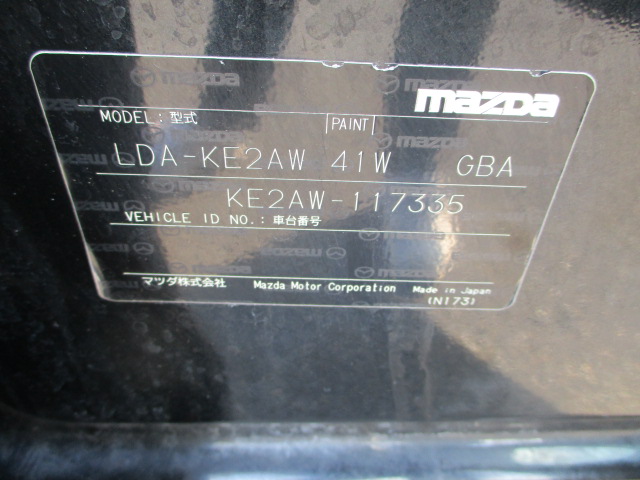 mazda
MODEL : 型式 |PAINT|
LDA-KE2AW 41W GBA
KE2AW-117335
VEHICLE ID NO. : 車台番号
マツダ株式会社 Mazda Motor Corporation Made in Japan
(N173)